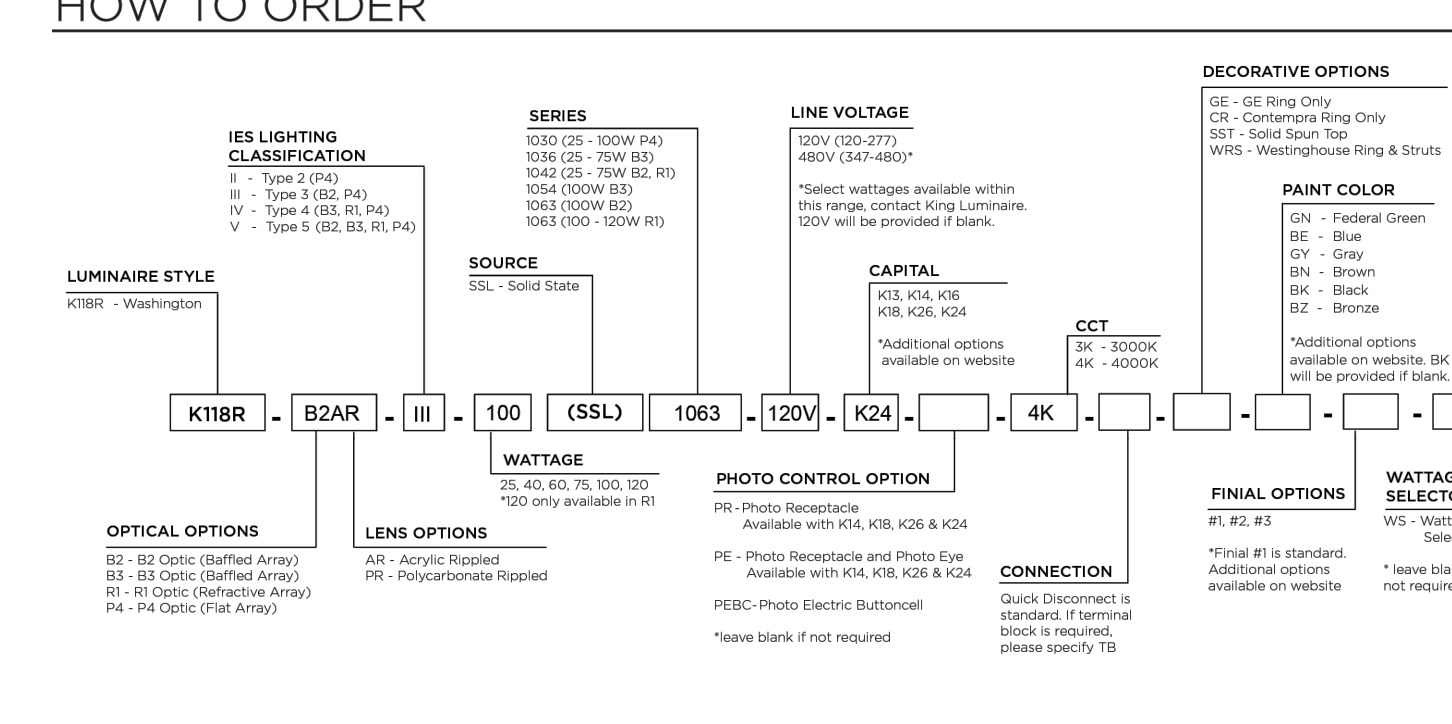 HOW TO ORDER
DECORATIVE OPTIONS
GE - GE Ring Only
CR - Contempra Ring Only
SST - Solid Spun Top
WRS - Westinghouse Ring & Struts
LINE VOLTAGE
120V (120-277)
480V (347-480)*
*Select wattages available within
this range, contact King Luminaire.
120V will be provided if blank.
SERIES
1030 (25 - 100W P4)
1036 (25 - 75W B3)
1042 (25 - 75W B2, R1)
1054 (100W B3)
1063 (100W B2)
1063 (100 - 120W R1)
IES LIGHTING
CLASSIFICATION
II - Type 2 (P4)
III - Type 3 (B2, P4)
IV - Type 4 (B3, R1, P4)
V - Type 5 (B2, B3, R1, P4)
PAINT COLOR
GN - Federal Green
BE - Blue
GY - Gray
BN - Brown
BK - Black
BZ - Bronze
*Additional options
available on website. BK
will be provided if blank.
LUMINAIRE STYLE
K118R - Washington
SOURCE
SSL - Solid State
CAPITAL
K13, K14, K16
K18, K26, K24
*Additional options
available on website
CCT
3K - 3000K
4K - 4000K
K118R - B2AR - III - 100 (SSL) 1063 - 120V - K24 - - 4K - - - - -
WATTAGE
25, 40, 60, 75, 100, 120
*120 only available in R1
OPTICAL OPTIONS
B2 - B2 Optic (Baffled Array)
B3 - B3 Optic (Baffled Array)
R1 - R1 Optic (Refractive Array)
P4 - P4 Optic (Flat Array)
LENS OPTIONS
AR - Acrylic Rippled
PR - Polycarbonate Rippled
PHOTO CONTROL OPTION
PR - Photo Receptacle
Available with K14, K18, K26 & K24
PE - Photo Receptacle and Photo Eye
Available with K14, K18, K26 & K24
PEBC - Photo Electric Buttoncell
*leave blank if not required
CONNECTION
Quick Disconnect is
standard. If terminal
block is required,
please specify TB
FINIAL OPTIONS
#1, #2, #3
*Finial #1 is standard.
Additional options
available on website
WATTAG
SELECTO
WS - Watt
Sele
* leave bla
not require